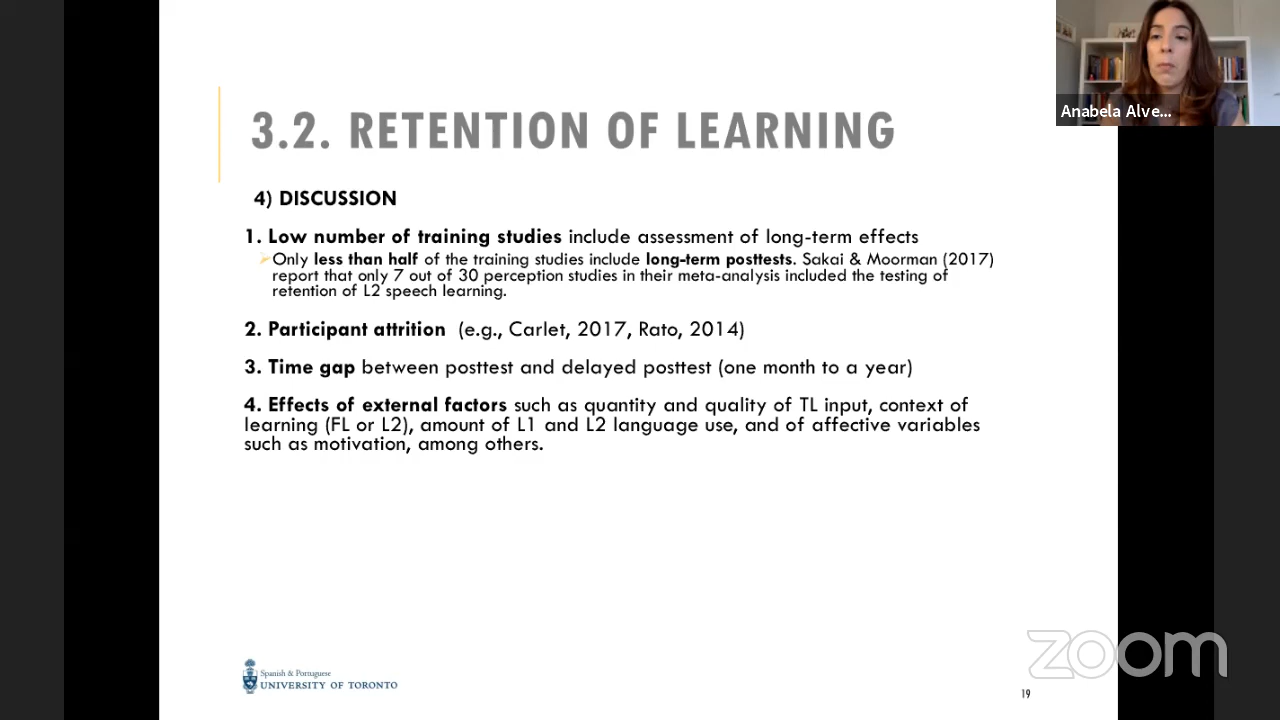 3.2. RETENTION OF LEARNING
Anabela Alve...
4) DISCUSSION
1. Low number of training studies include assessment of long-term effects
Only less than half of the training studies include long-term posttests. Sakai & Moorman (2017)
report that only 7 out of 30 perception studies in their meta-analysis included the testing of
retention of L2 speech learning.
2. Participant attrition (e.g., Carlet, 2017, Rato, 2014)
3. Time gap between posttest and delayed posttest (one month to a year)
4. Effects of external factors such as quantity and quality of TL input, context of
learning (FL or L2), amount of L1 and L2 language use, and of affective variables
such as motivation, among others.
Spanish & Portuguese
UNIVERSITY OF TORONTO
zoom
19